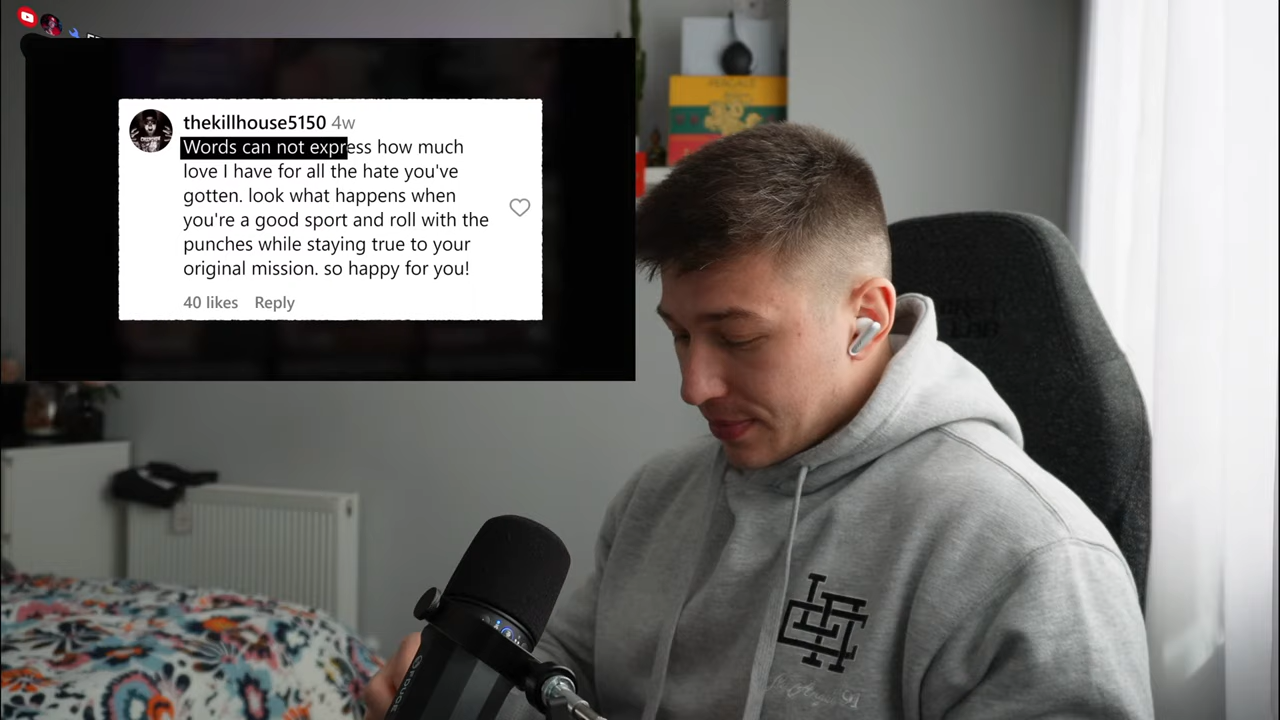 thekillhouse5150 4w
Words can not express how much
love I have for all the hate you've
gotten. look what happens when
you're a good sport and roll with the
punches while staying true to your
original mission. so happy for you!
40 likes Reply